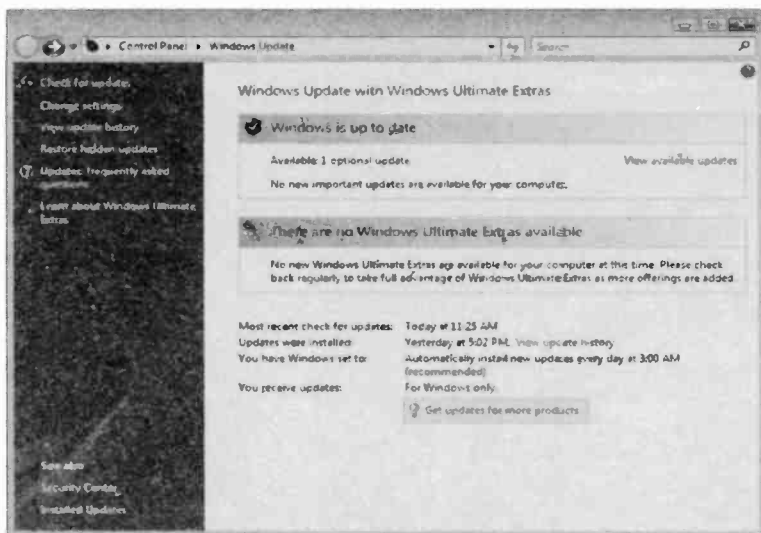 Control Panel ▸ Windows Update
Search
Check for updates
Change settings
View update history
Restore hidden updates
Updates: frequently asked
questions
Learn about Windows Ultimate
Extras
See also
Security Center
Installed Updates
Windows Update with Windows Ultimate Extras
Windows is up to date
Available: 1 optional update
View available updates
No new important updates are available for your computer.
There are no Windows Ultimate Extras available
No new Windows Ultimate Extras are available for your computer at this time. Please check
back regularly to take full advantage of Windows Ultimate Extras as more offerings are added.
Most recent check for updates: Today at 11:25 AM
Updates were installed: Yesterday at 5:02 PM. View update history
You have Windows set to: Automatically install new updates every day at 3:00 AM
(recommended)
You receive updates: For Windows only
Get updates for more products